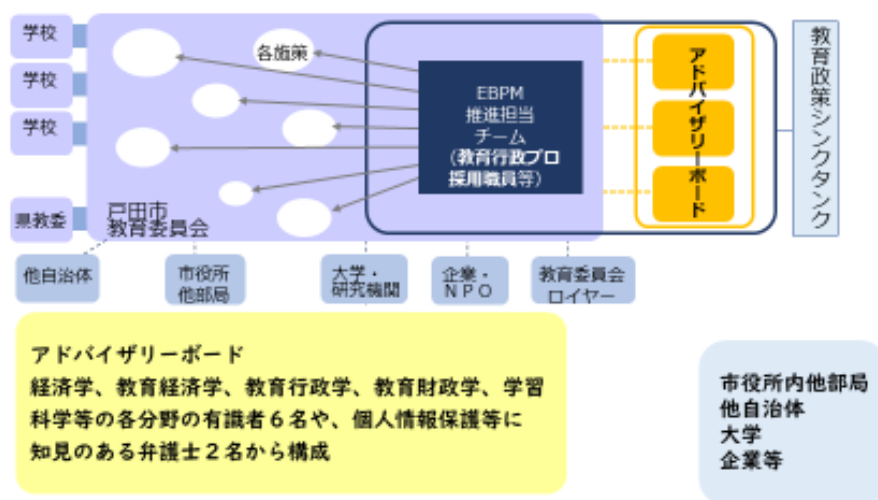 学校
学校
学校
県教委
各施策
戸田市
教育委員会
EBPM
推進担当
チーム
（教育行政プロ
採用職員等）
アドバイザリーボード
教育政策シンクタンク
他自治体
市役所
他部局
大学・
研究機関
企業・
ＮＰＯ
教育委員会
ロイヤー
アドバイザリーボード
経済学、教育経済学、教育行政学、教育財政学、学習
科学等の各分野の有識者６名や、個人情報保護等に
知見のある弁護士２名から構成
市役所内他部局
他自治体
大学
企業等